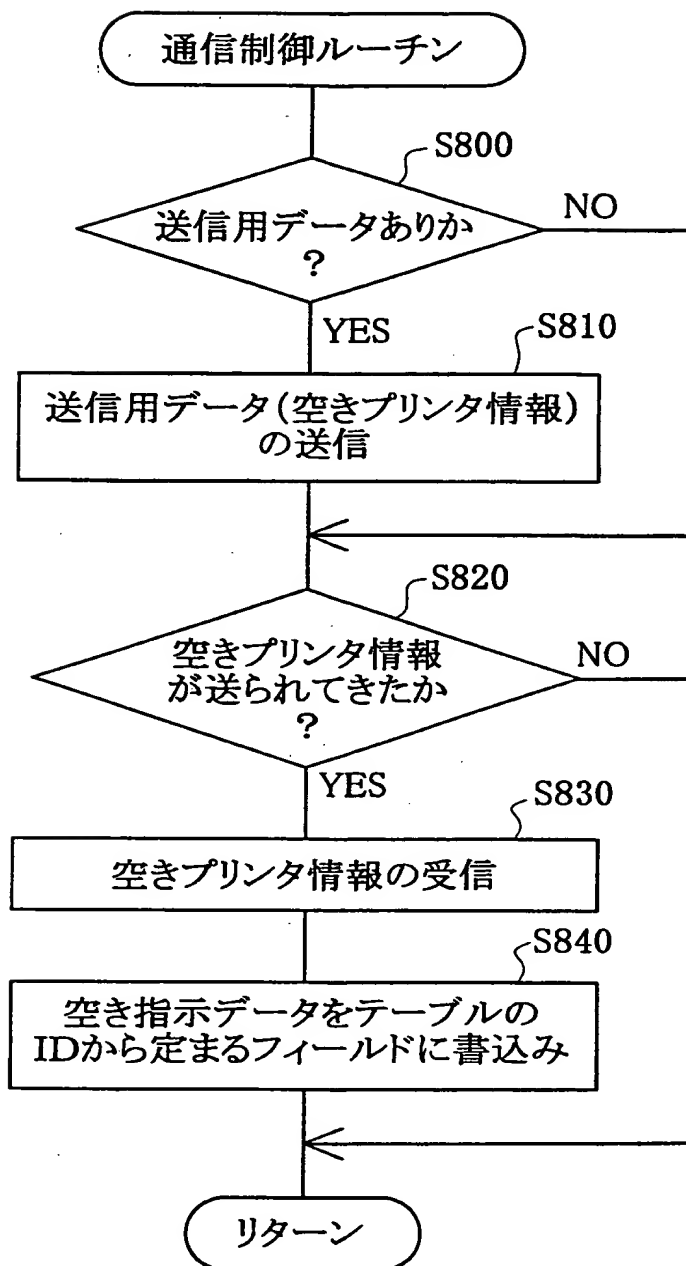 通信制御ルーチン
S800
送信用データありか
?
NO
YES
S810
送信用データ(空きプリンタ情報)
の送信
S820
空きプリンタ情報
が送られてきたか
?
NO
YES
S830
空きプリンタ情報の受信
S840
空き指示データをテーブルの
IDから定まるフィールドに書込み
リターン